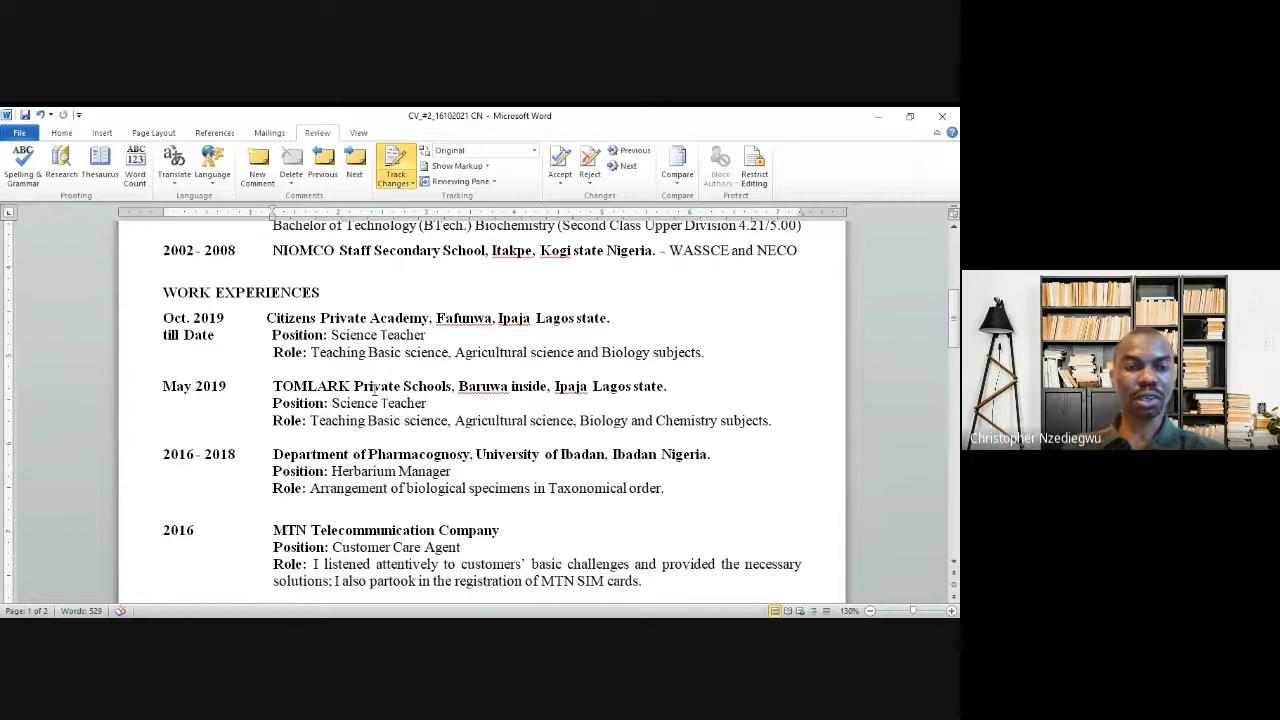 CV_#2_16102021 CN - Microsoft Word
File Home Insert Page Layout References Mailings Review View
Spelling & Grammar Research Thesaurus Word Count Translate Language New Comment Delete Previous Next Track Changes Original Show Markup Reviewing Pane Accept Reject Previous Next Compare Block Authors Restrict Editing
Proofing Language Comments Tracking Changes Compare Protect
Bachelor of Technology (BTech.) Biochemistry (Second Class Upper Division 4.21/5.00)
2002 - 2008 NIOMCO Staff Secondary School, Itakpe, Kogi state Nigeria. - WASSCE and NECO
WORK EXPERIENCES
Oct. 2019 Citizens Private Academy, Fafunwa, Ipaja Lagos state.
till Date Position: Science Teacher
Role: Teaching Basic science, Agricultural science and Biology subjects.
May 2019 TOMLARK Private Schools, Baruwa inside, Ipaja Lagos state.
Position: Science Teacher
Role: Teaching Basic science, Agricultural science, Biology and Chemistry subjects.
2016 - 2018 Department of Pharmacognosy, University of Ibadan, Ibadan Nigeria.
Position: Herbarium Manager
Role: Arrangement of biological specimens in Taxonomical order.
2016 MTN Telecommunication Company
Position: Customer Care Agent
Role: I listened attentively to customers’ basic challenges and provided the necessary
solutions; I also partook in the registration of MTN SIM cards.
Page: 1 of 2 Words: 529 130%
Christopher Nzediegwu